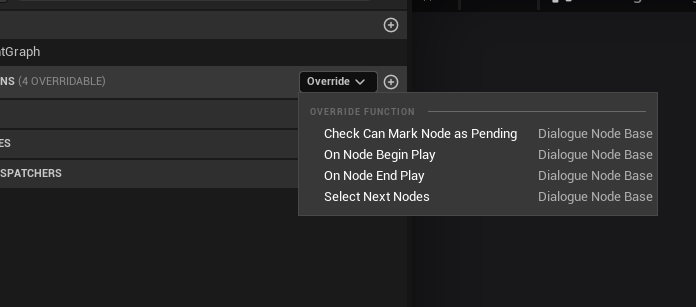 tGraph
NS (4 OVERRIDABLE)
Override
OVERRIDE FUNCTION
Check Can Mark Node as Pending Dialogue Node Base
On Node Begin Play Dialogue Node Base
On Node End Play Dialogue Node Base
Select Next Nodes Dialogue Node Base
ES
SPATCHERS